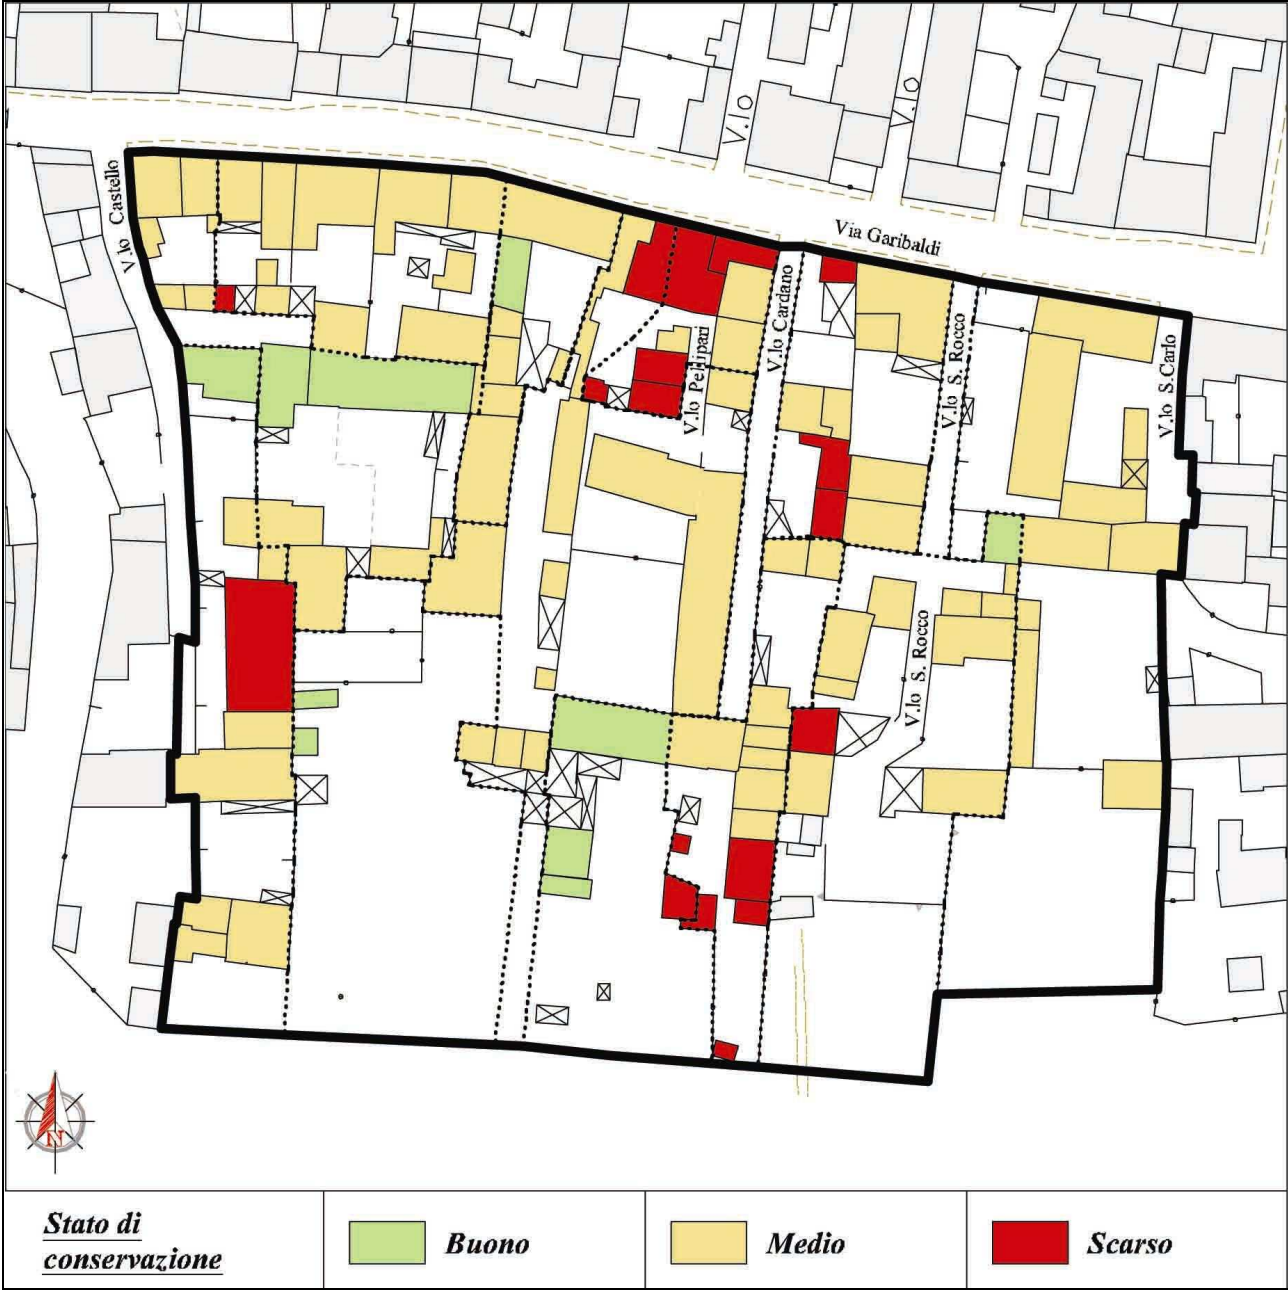 V.lo
V.lo
V.lo Castello
Via Garibaldi
V.lo Cardano
V.lo Pellipari
V.lo S. Rocco
V.lo S.Carlo
V.lo S. Rocco
N
Stato di
conservazione
Buono
Medio
Scarso